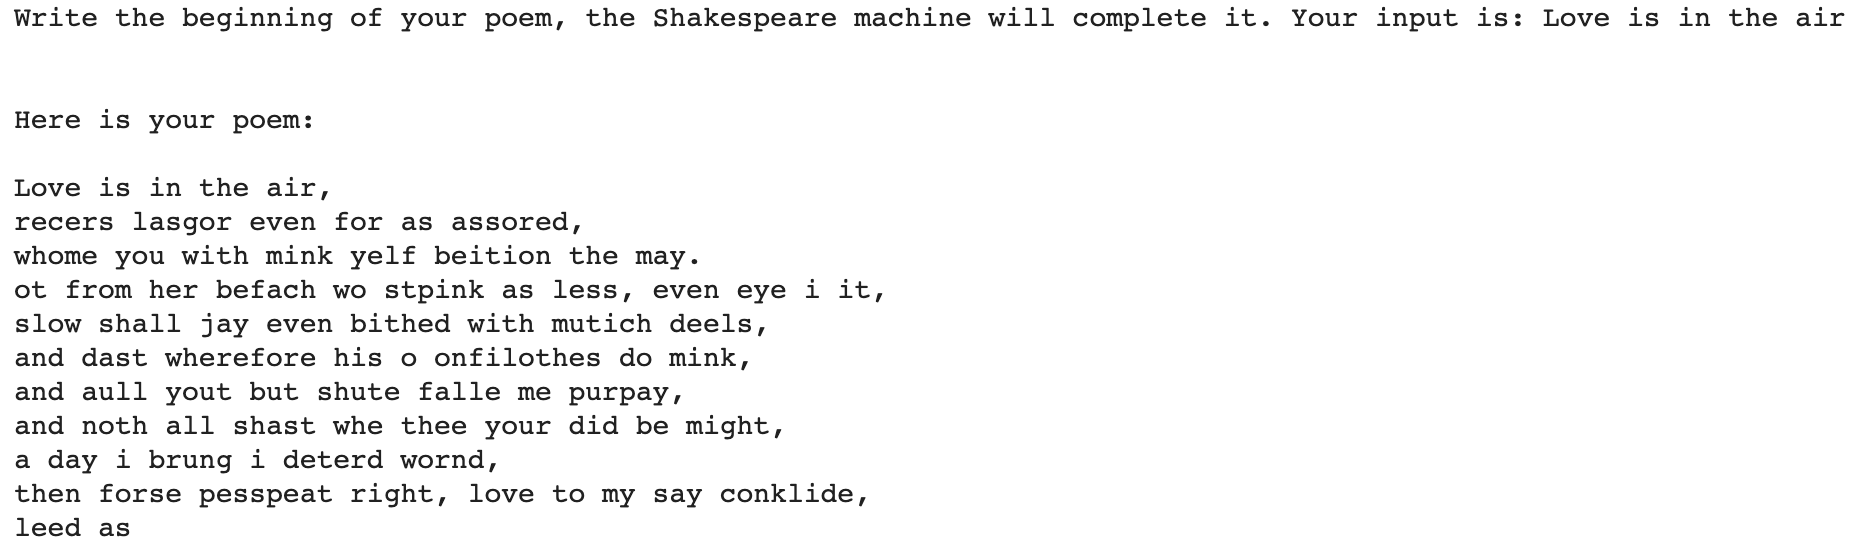 Write the beginning of your poem, the Shakespeare machine will complete it. Your input is: Love is in the air
Here is your poem:
Love is in the air,
recers lasgor even for as assored,
whome you with mink yelf beition the may.
ot from her befach wo stpink as less, even eye i it,
slow shall jay even bithed with mutich deels,
and dast wherefore his o onfilothes do mink,
and aull yout but shute falle me purpay,
and noth all shast whe thee your did be might,
a day i brung i deterd wornd,
then forse pesspeat right, love to my say conklide,
leed as